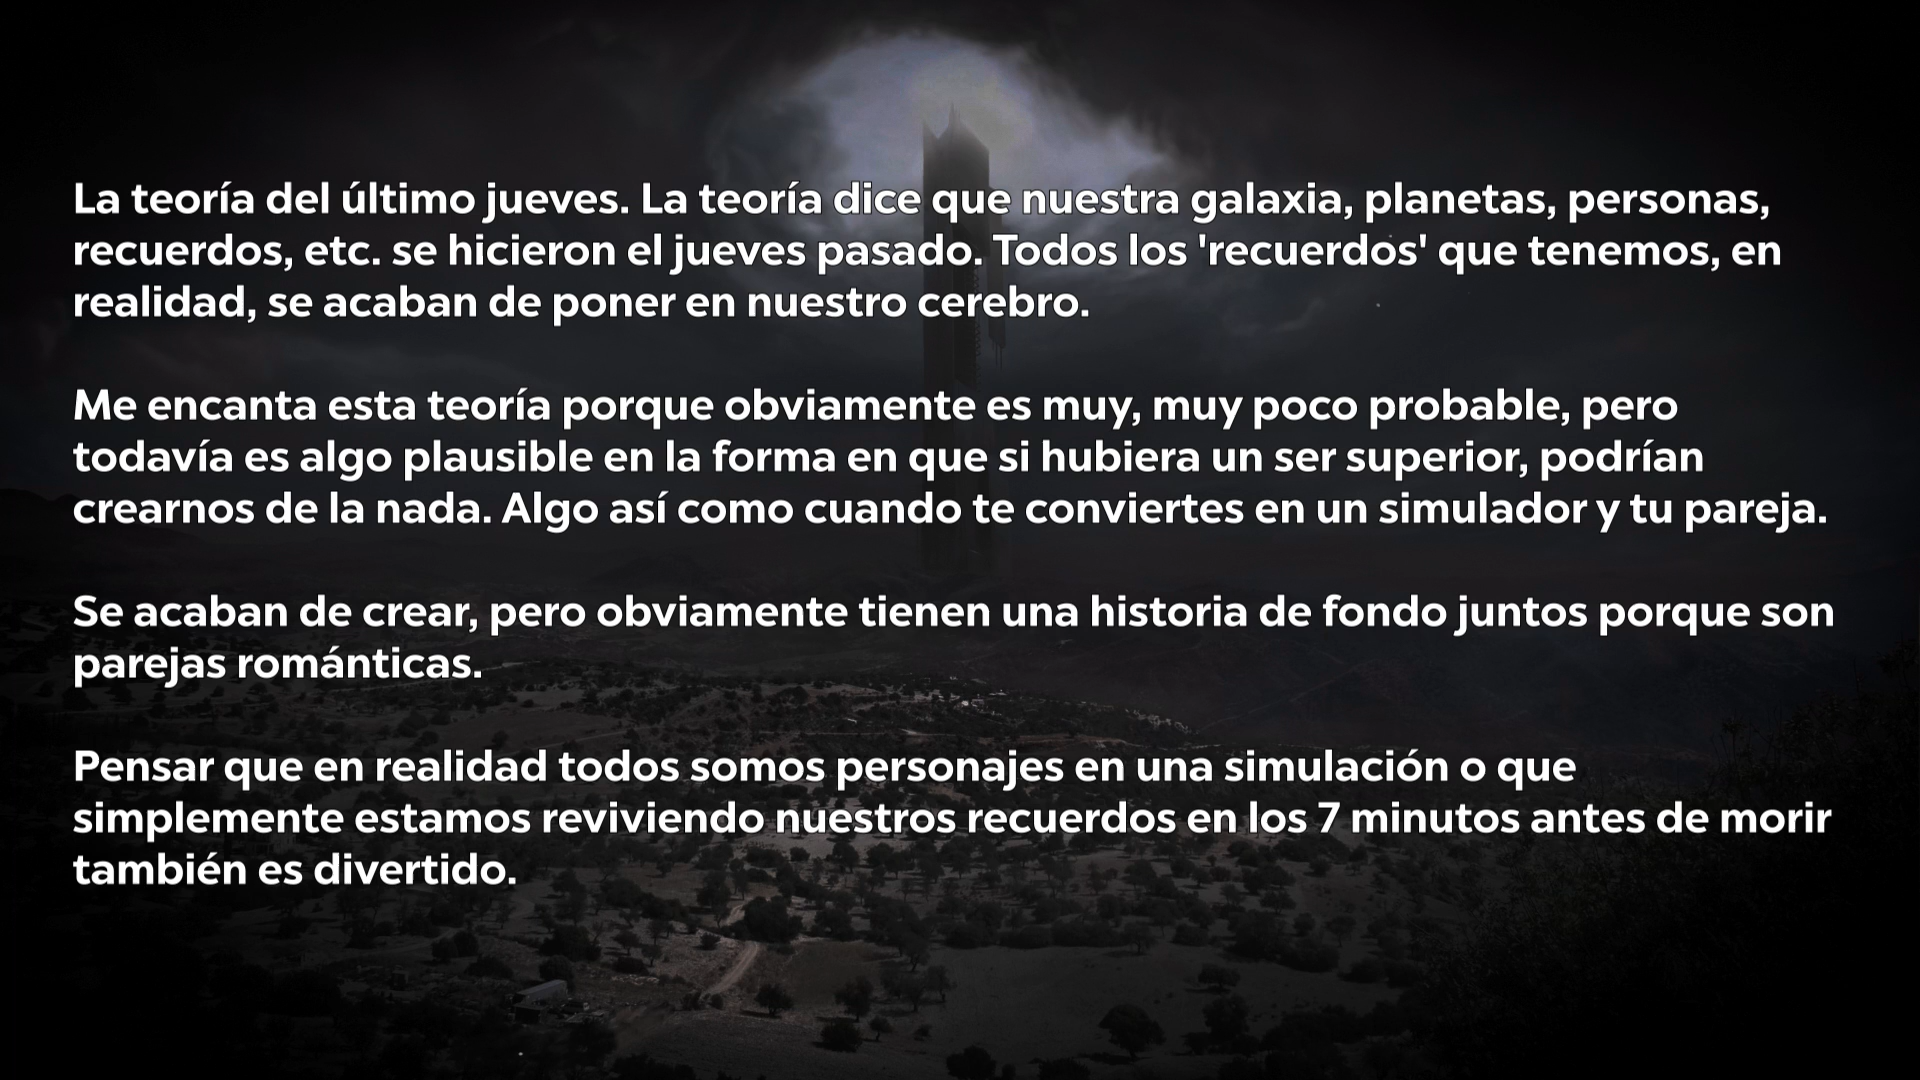 La teoría del último jueves. La teoría dice que nuestra galaxia, planetas, personas,
recuerdos, etc. se hicieron el jueves pasado. Todos los 'recuerdos' que tenemos, en
realidad, se acaban de poner en nuestro cerebro.
Me encanta esta teoría porque obviamente es muy, muy poco probable, pero
todavía es algo plausible en la forma en que si hubiera un ser superior, podrían
crearnos de la nada. Algo así como cuando te conviertes en un simulador y tu pareja.
Se acaban de crear, pero obviamente tienen una historia de fondo juntos porque son
parejas románticas.
Pensar que en realidad todos somos personajes en una simulación o que
simplemente estamos reviviendo nuestros recuerdos en los 7 minutos antes de morir
también es divertido.